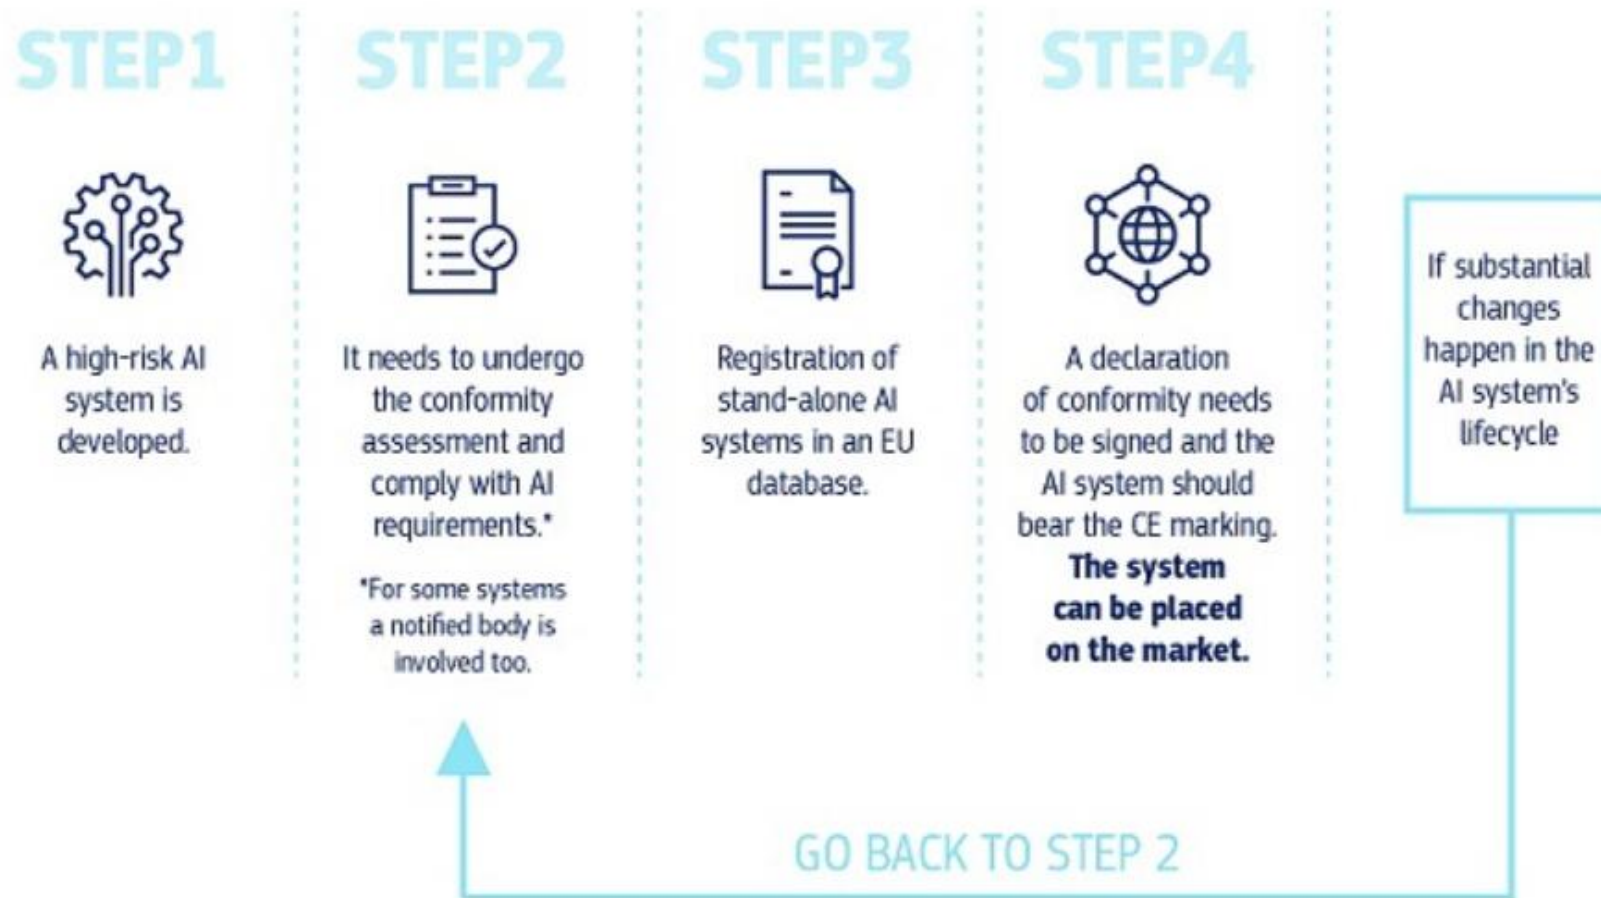 STEP1
A high-risk AI
system is
developed.
STEP2
It needs to undergo
the conformity
assessment and
comply with AI
requirements.*
*For some systems
a notified body is
involved too.
STEP3
Registration of
stand-alone AI
systems in an EU
database.
STEP4
A declaration
of conformity needs
to be signed and the
AI system should
bear the CE marking.
The system
can be placed
on the market.
If substantial
changes
happen in the
AI system's
lifecycle
GO BACK TO STEP 2